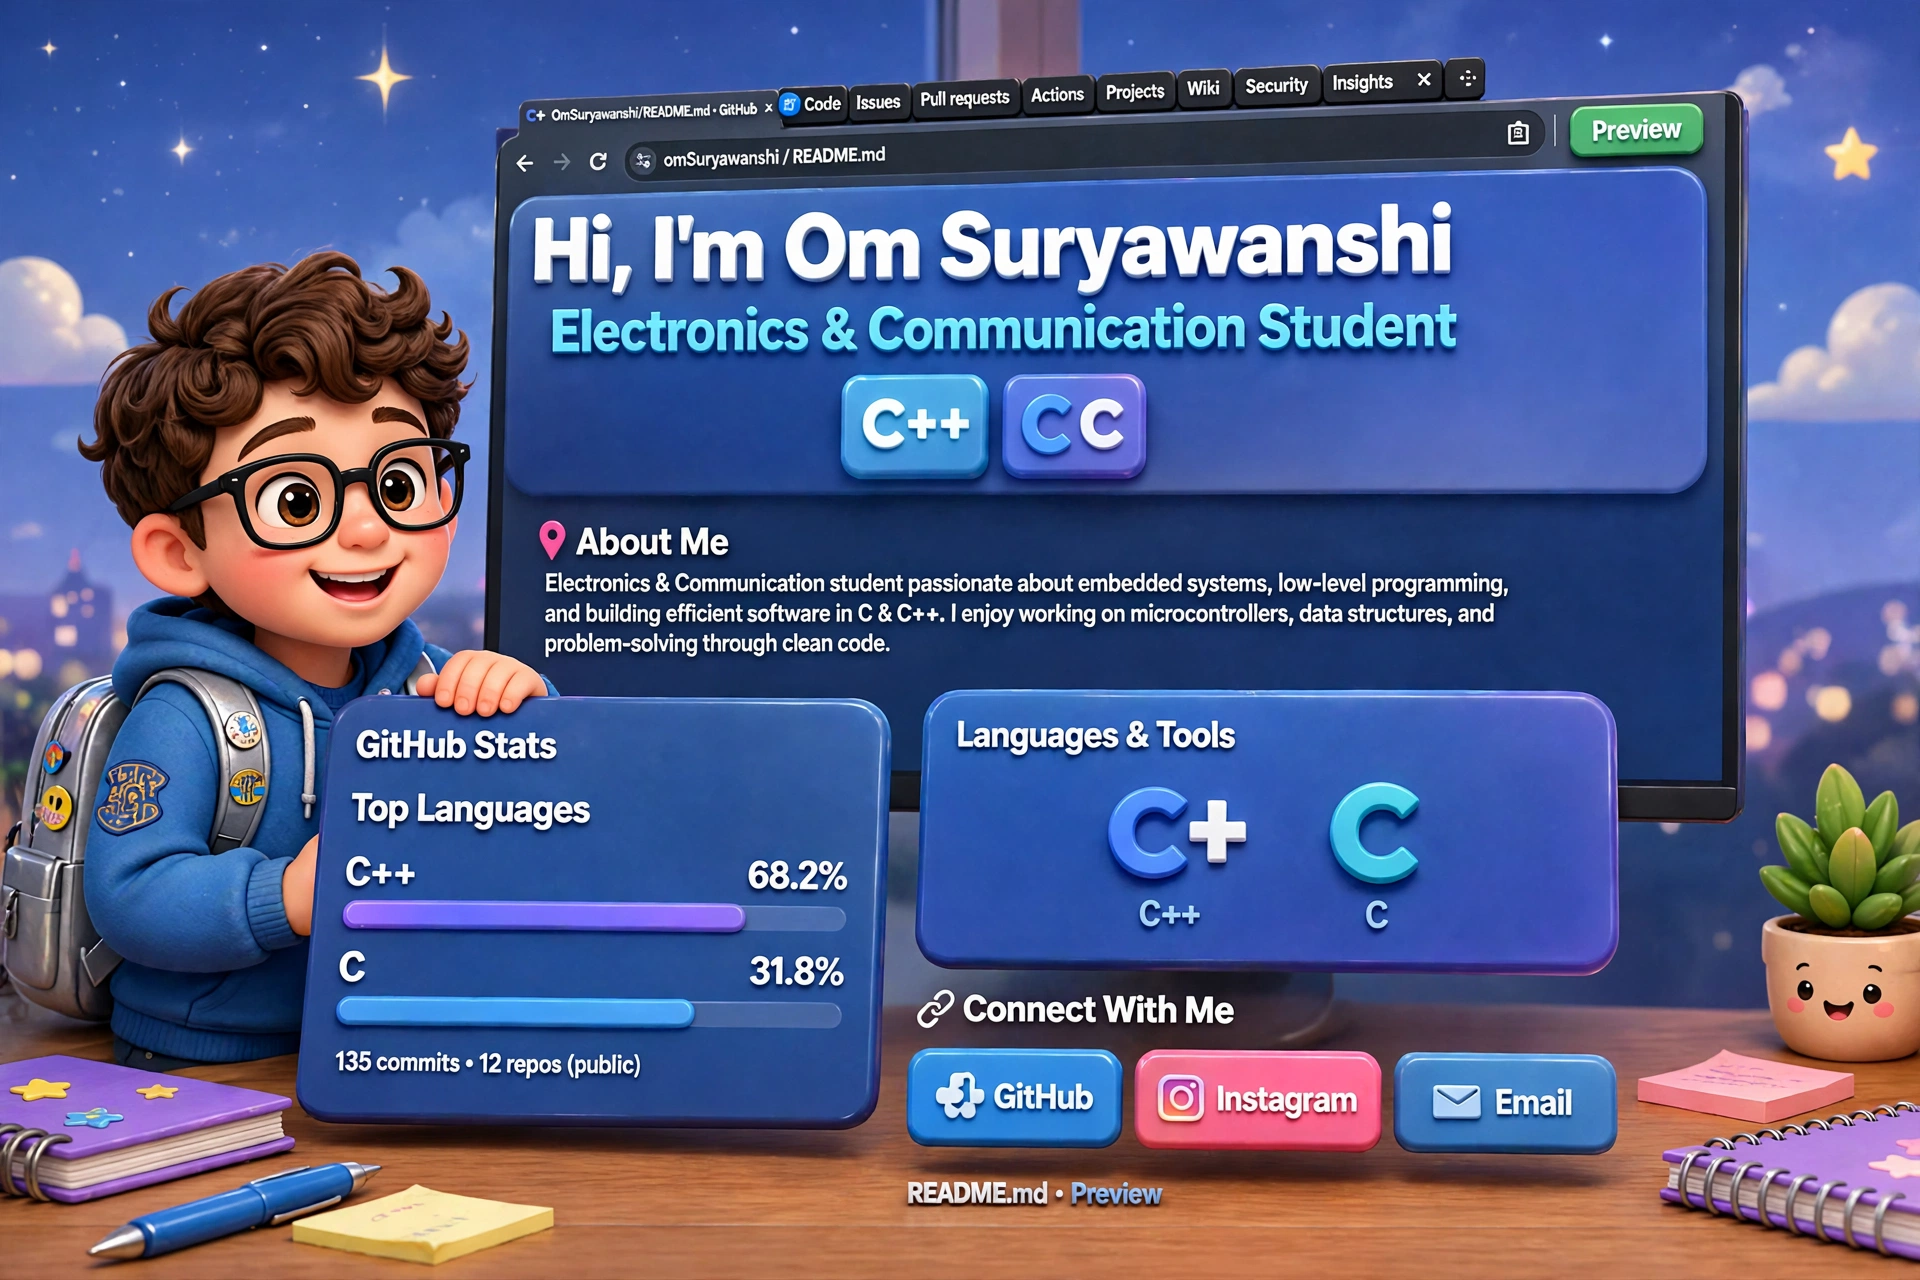 OmSuryawanshi/README.md • GitHub × Code Issues Pull requests Actions Projects Wiki Security Insights ×
omSuryawanshi / README.md
Preview
Hi, I'm Om Suryawanshi
Electronics & Communication Student
C++ C C
About Me
Electronics & Communication student passionate about embedded systems, low-level programming,
and building efficient software in C & C++. I enjoy working on microcontrollers, data structures, and
problem-solving through clean code.
GitHub Stats
Top Languages
C++ 68.2%
C 31.8%
135 commits • 12 repos (public)
Languages & Tools
C+ C
C++ C
Connect With Me
GitHub Instagram Email
README.md • Preview